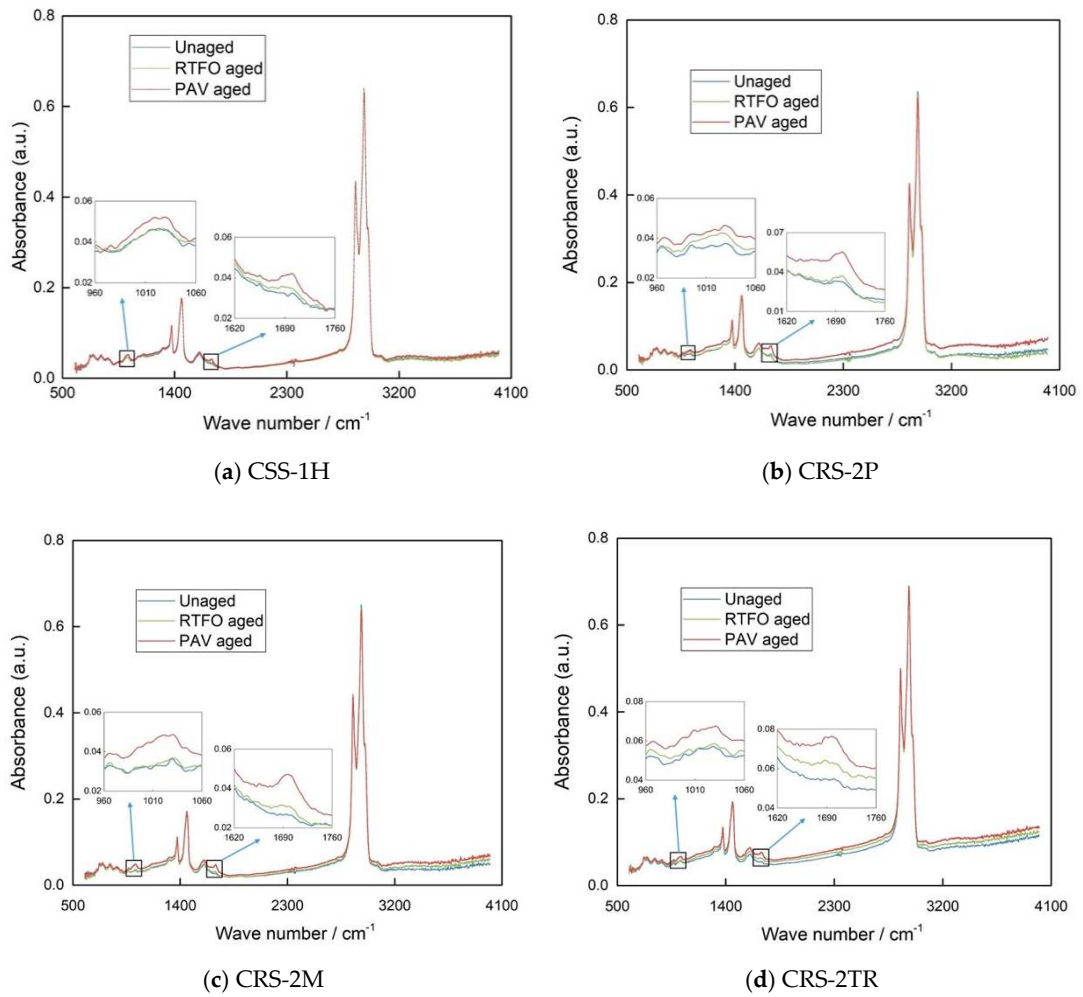 0.8
0.6
0.4
0.2
0.0
Absorbance (a.u.)
Unaged
RTFO aged
PAV aged
0.06
0.04
0.02
960 1010 1060
0.06
0.04
0.02
1620 1690 1760
500 1400 2300 3200 4100
Wave number / cm-1
(a) CSS-1H
0.8
0.6
0.4
0.2
0.0
Absorbance (a.u.)
Unaged
RTFO aged
PAV aged
0.06
0.04
0.02
960 1010 1060
0.07
0.04
0.01
1620 1690 1760
500 1400 2300 3200 4100
Wave number / cm-1
(b) CRS-2P
0.8
0.6
0.4
0.2
0.0
Absorbance (a.u.)
Unaged
RTFO aged
PAV aged
0.06
0.04
0.02
960 1010 1060
0.06
0.04
0.02
1620 1690 1760
500 1400 2300 3200 4100
Wave number / cm-1
(c) CRS-2M
0.8
0.6
0.4
0.2
0.0
Absorbance (a.u.)
Unaged
RTFO aged
PAV aged
0.08
0.06
0.04
960 1010 1060
0.08
0.06
0.04
1620 1690 1760
500 1400 2300 3200 4100
Wave number / cm-1
(d) CRS-2TR